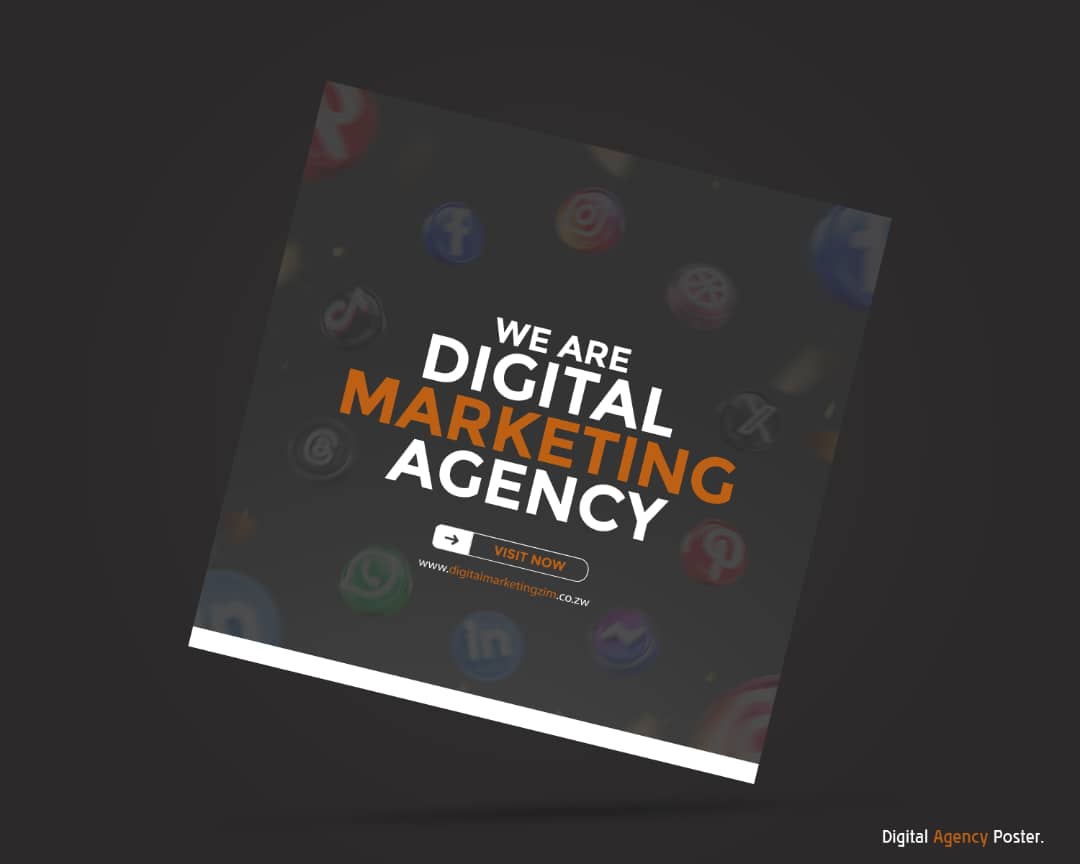 WE ARE
DIGITAL
MARKETING
AGENCY
VISIT NOW
www.digitalmarketingzim.co.zw
Digital Agency Poster.